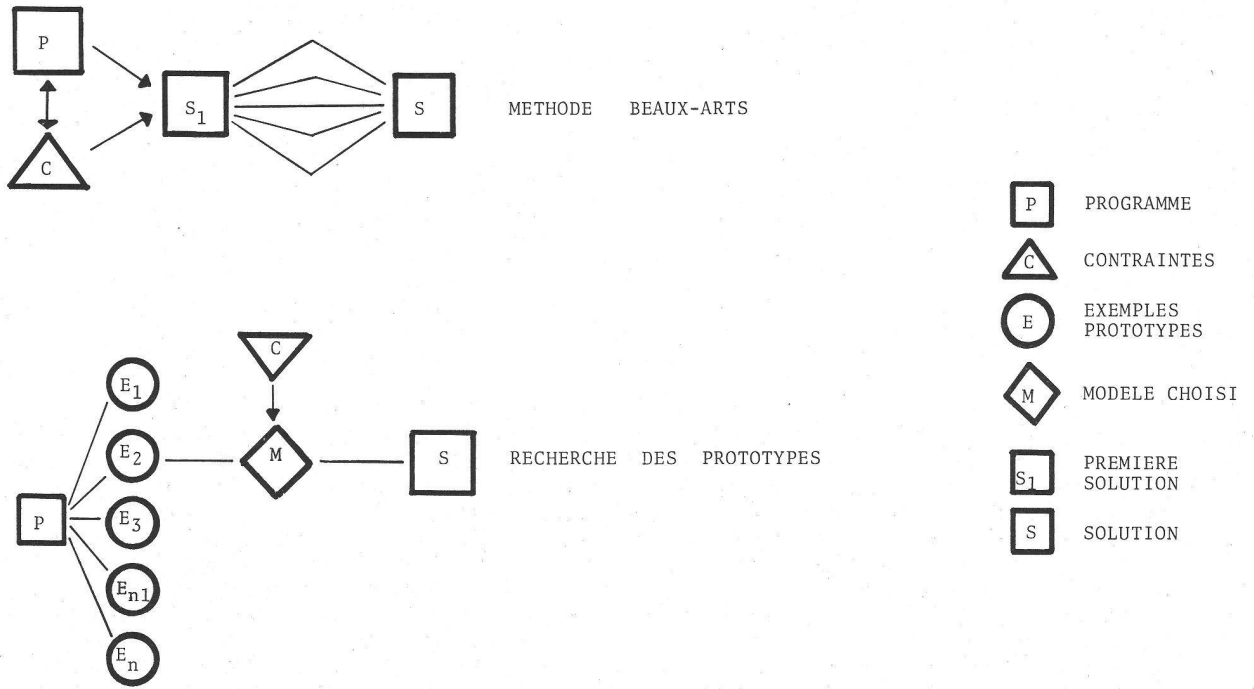 P
C
S1
S
METHODE BEAUX-ARTS
P PROGRAMME
C CONTRAINTES
E EXEMPLES
PROTOTYPES
M MODELE CHOISI
S1 PREMIERE
SOLUTION
S SOLUTION
C
E1
E2
M
S
RECHERCHE DES PROTOTYPES
P
E3
En1
En